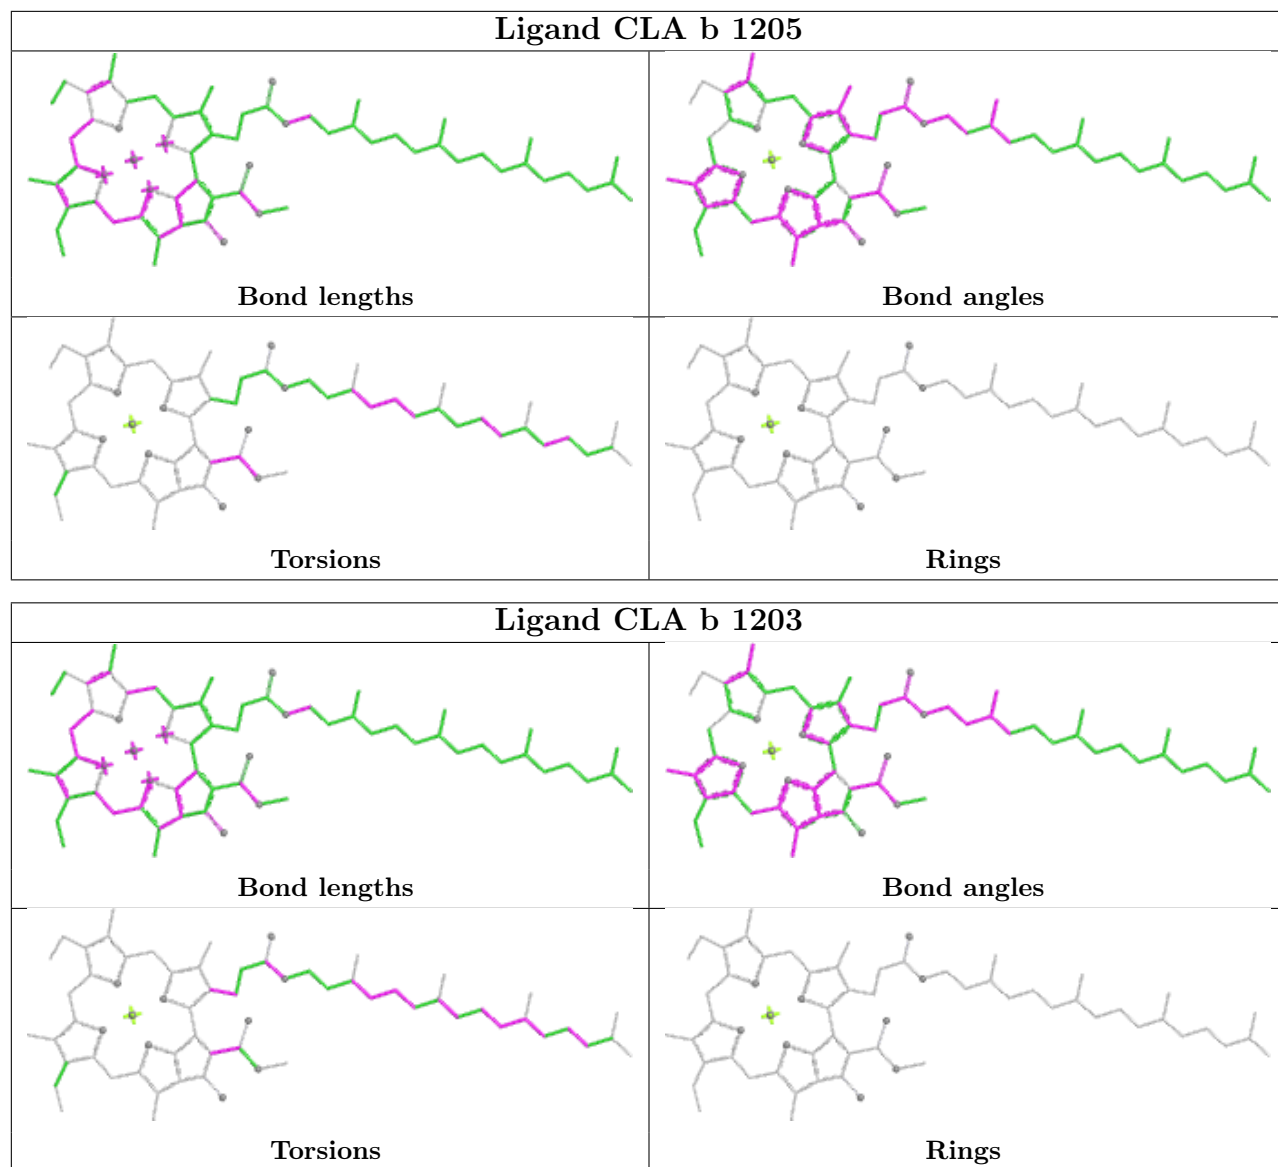 Ligand CLA b 1205
Bond lengths
Bond angles
Torsions
Rings
Ligand CLA b 1203
Bond lengths
Bond angles
Torsions
Rings